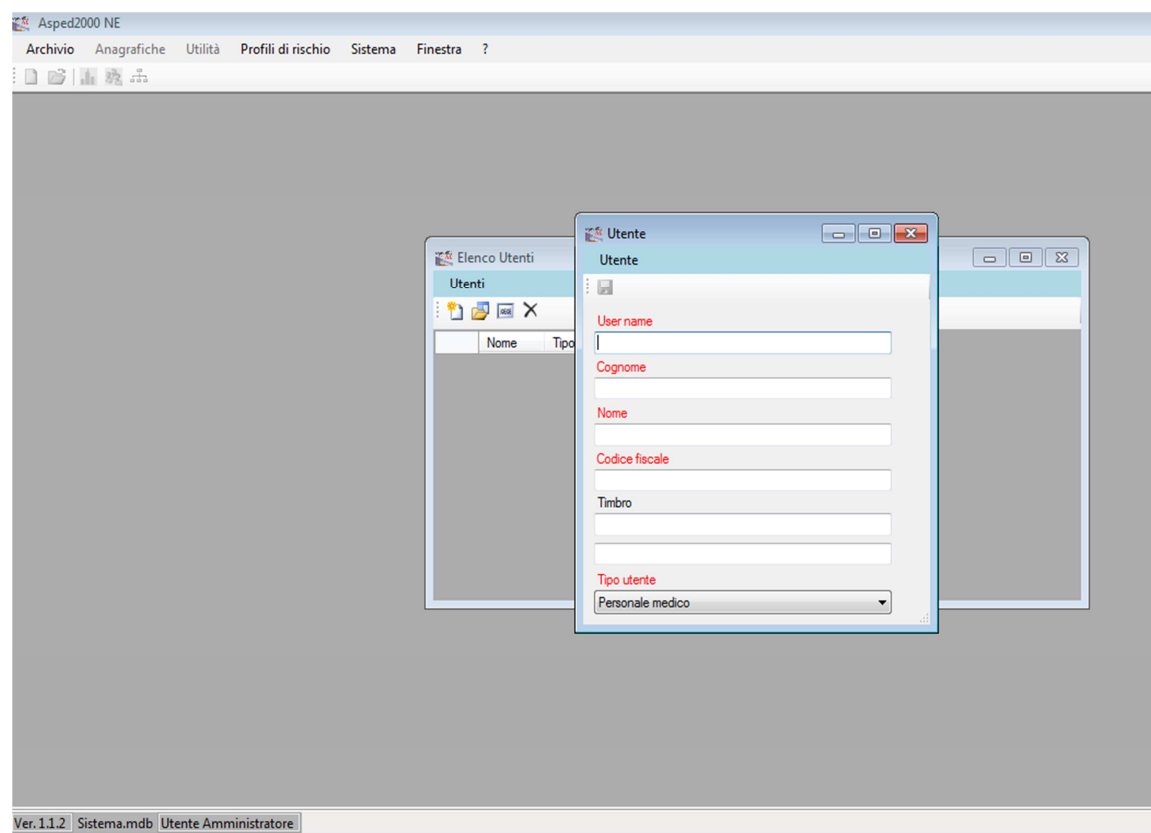 Asped2000 NE
Archivio Anagrafiche Utilità Profili di rischio Sistema Finestra ?
Utente
Elenco Utenti
Utente
Utenti
User name
Nome Tipo
Cognome
Nome
Codice fiscale
Timbro
Tipo utente
Personale medico
Ver. 1.1.2 Sistema.mdb Utente Amministratore